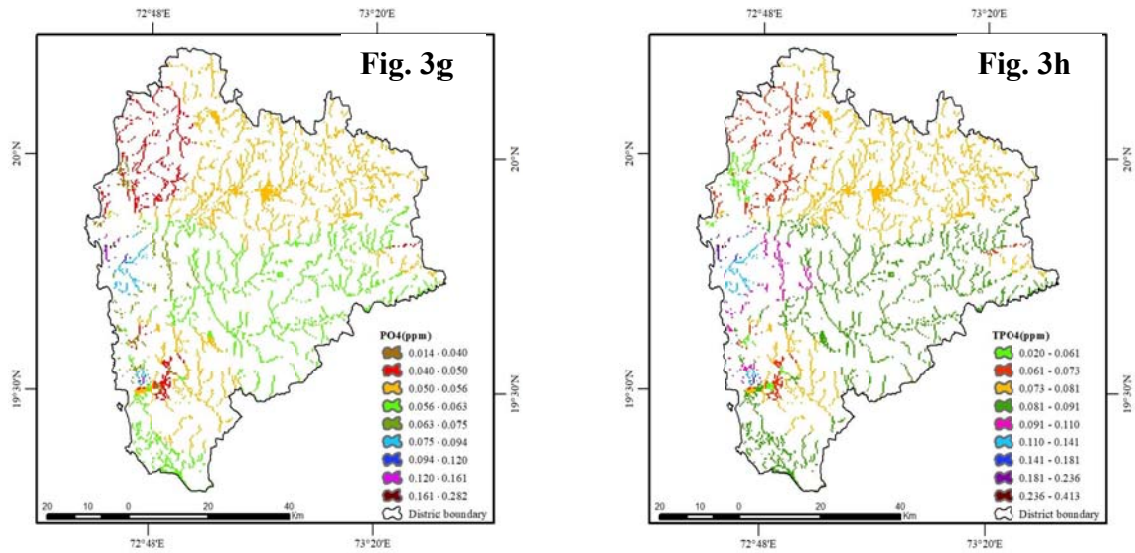 72°48'E 73°20'E
Fig. 3g
20°N 20°N
19°30'N 19°30'N
PO4(ppm)
0.014 - 0.040
0.040 - 0.050
0.050 - 0.056
0.056 - 0.063
0.063 - 0.075
0.075 - 0.094
0.094 - 0.120
0.120 - 0.161
0.161 - 0.282
Distric boundary
20 10 0 20 40
Km
72°48'E 73°20'E
72°48'E 73°20'E
Fig. 3h
20°N 20°N
19°30'N 19°30'N
TPO4(ppm)
0.020 - 0.061
0.061 - 0.073
0.073 - 0.081
0.081 - 0.091
0.091 - 0.110
0.110 - 0.141
0.141 - 0.181
0.181 - 0.236
0.236 - 0.413
District boundary
20 10 0 20 40
Km
72°48'E 73°20'E